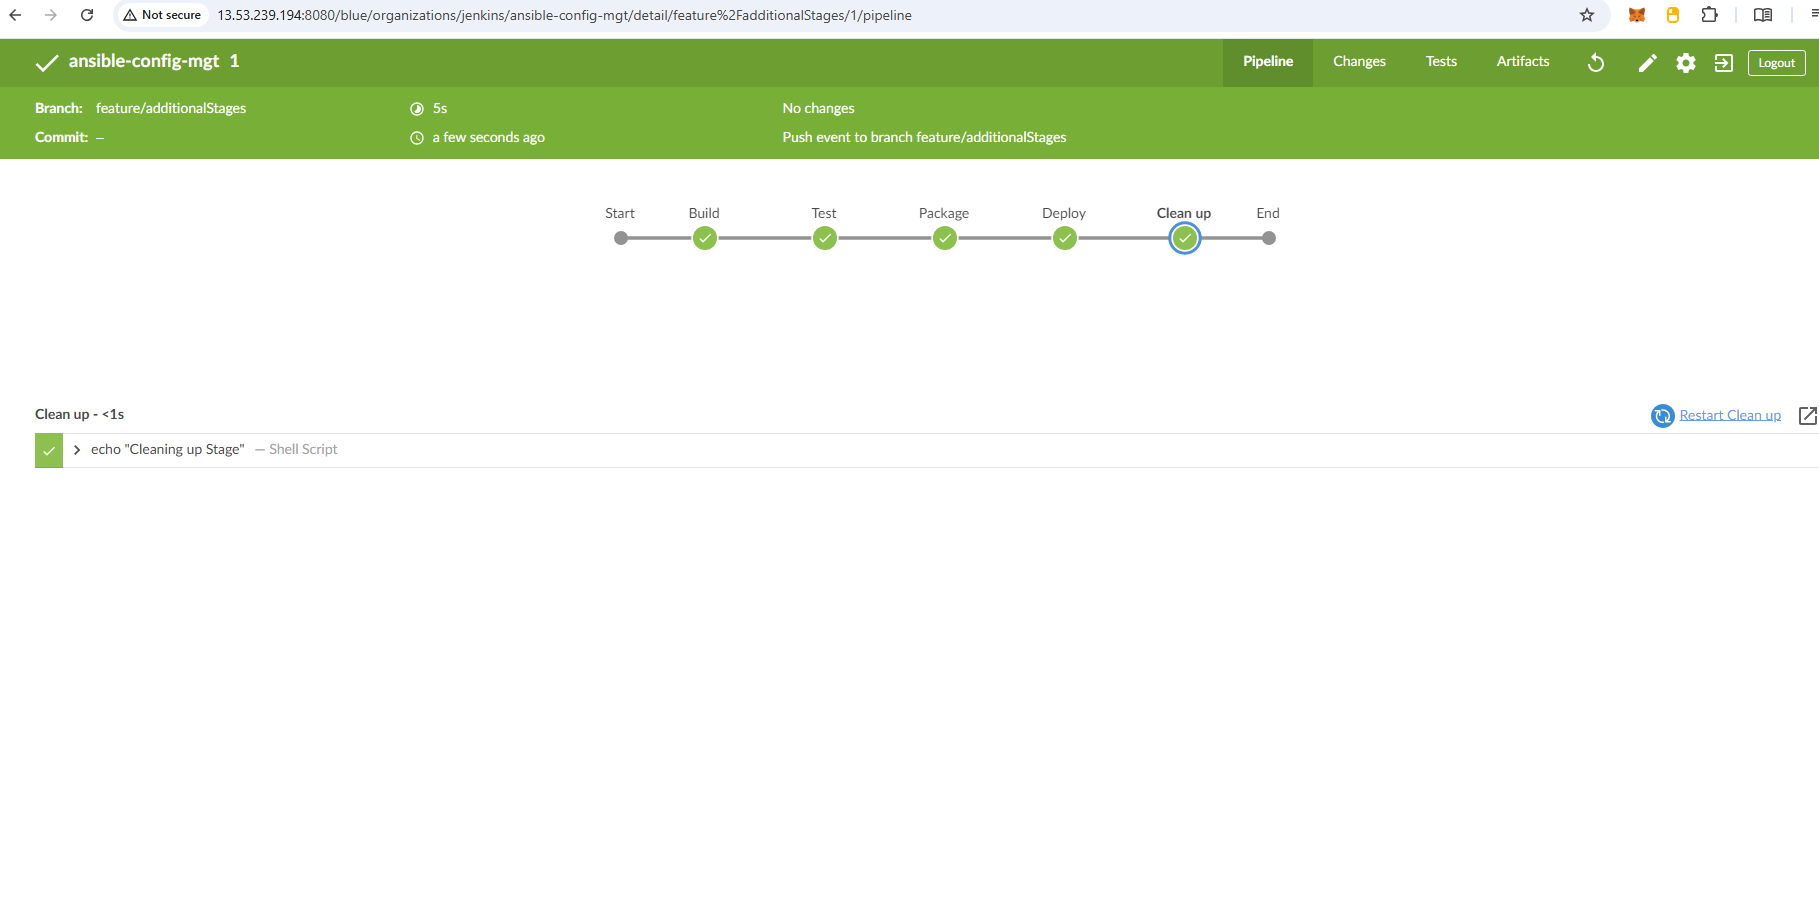 Not secure 13.53.239.194:8080/blue/organizations/jenkins/ansible-config-mgt/detail/feature%2FadditionalStages/1/pipeline
ansible-config-mgt 1 Pipeline Changes Tests Artifacts Logout
Branch: feature/additionalStages 5s No changes
Commit: – a few seconds ago Push event to branch feature/additionalStages
Start Build Test Package Deploy Clean up End
Clean up - <1s Restart Clean up
echo "Cleaning up Stage" — Shell Script